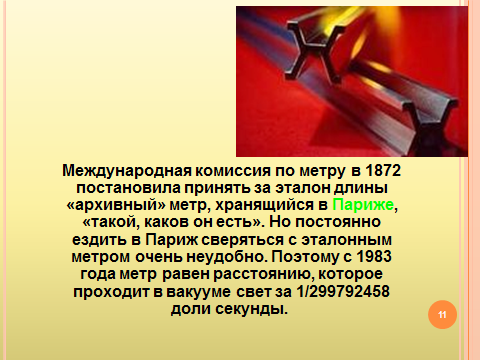 Международная комиссия по метру в 1872
постановила принять за эталон длины
«архивный» метр, хранящийся в Париже,
«такой, каков он есть». Но постоянно
ездить в Париж сверяться с эталонным
метром очень неудобно. Поэтому с 1983
года метр равен расстоянию, которое
проходит в вакууме свет за 1/299792458
доли секунды.
11